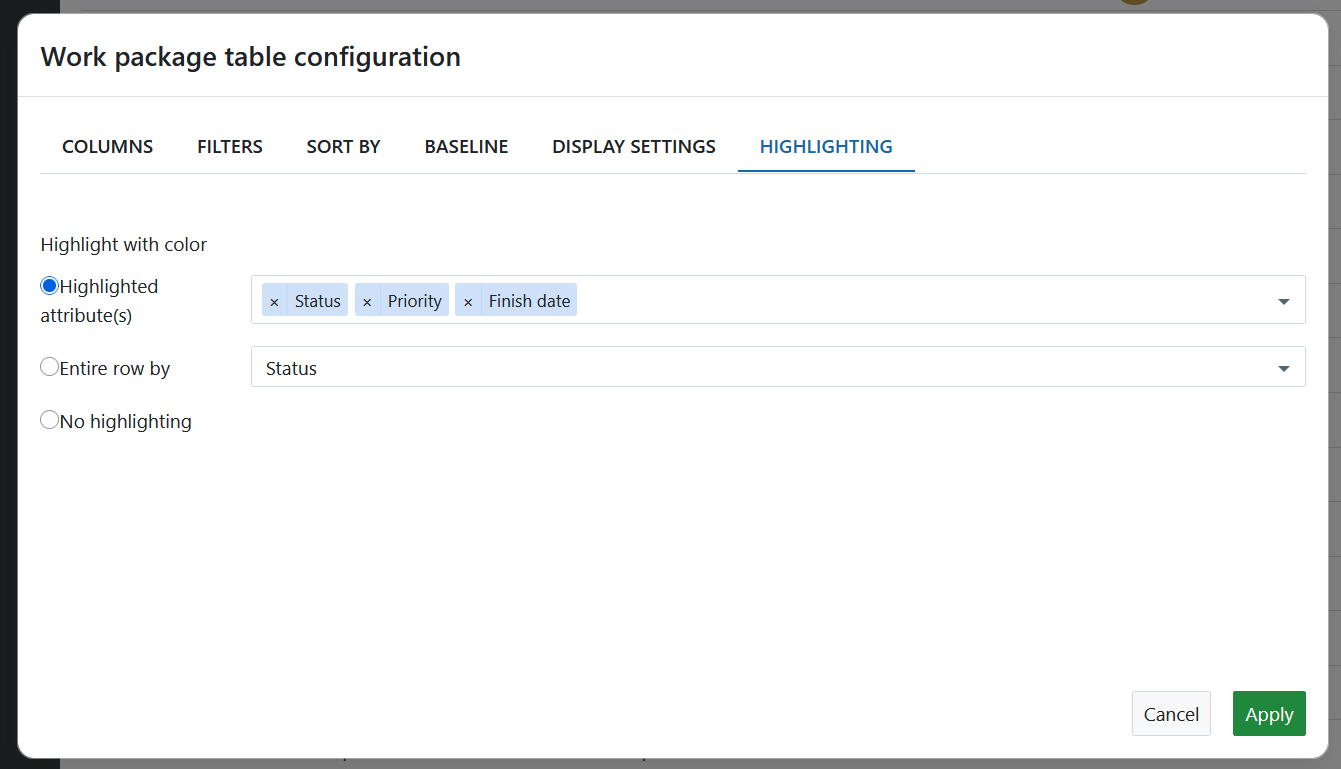 Work package table configuration
COLUMNS FILTERS SORT BY BASELINE DISPLAY SETTINGS HIGHLIGHTING
Highlight with color
Highlighted
attribute(s)
× Status × Priority × Finish date
Entire row by
Status
No highlighting
Cancel Apply